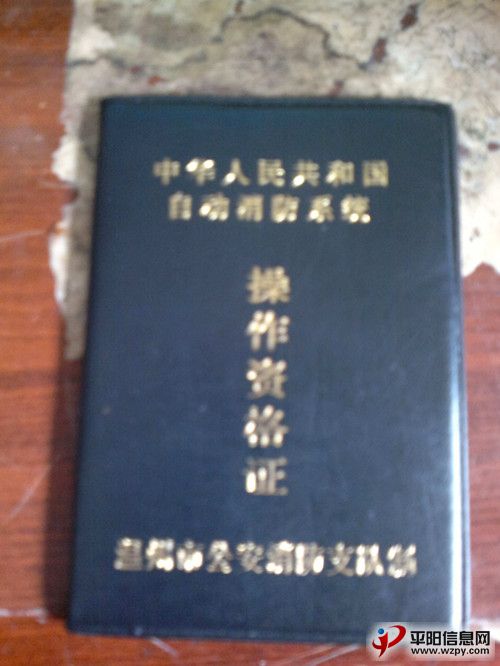 中华人民共和国
自动消防系统
操作资格证
温州市公安消防支队制
平阳信息网
www.wzpy.com